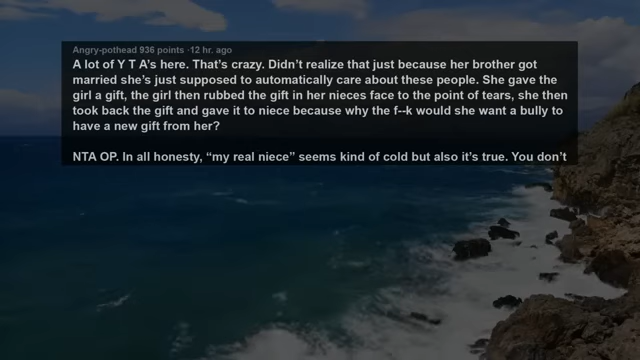 Angry-pothead 936 points -12 hr. ago
A lot of Y T A's here. That's crazy. Didn't realize that just because her brother got
married she's just supposed to automatically care about these people. She gave the
girl a gift, the girl then rubbed the gift in her nieces face to the point of tears, she then
took back the gift and gave it to niece because why the f--k would she want a bully to
have a new gift from her?
NTA OP. In all honesty, “my real niece” seems kind of cold but also it's true. You don't